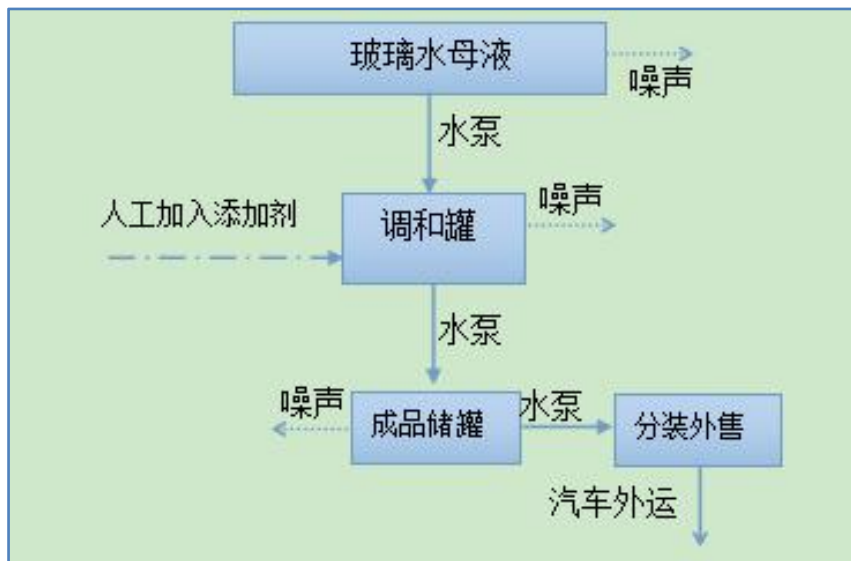 玻璃水母液
噪声
水泵
人工加入添加剂
调和罐
噪声
水泵
噪声
成品储罐
水泵
分装外售
汽车外运